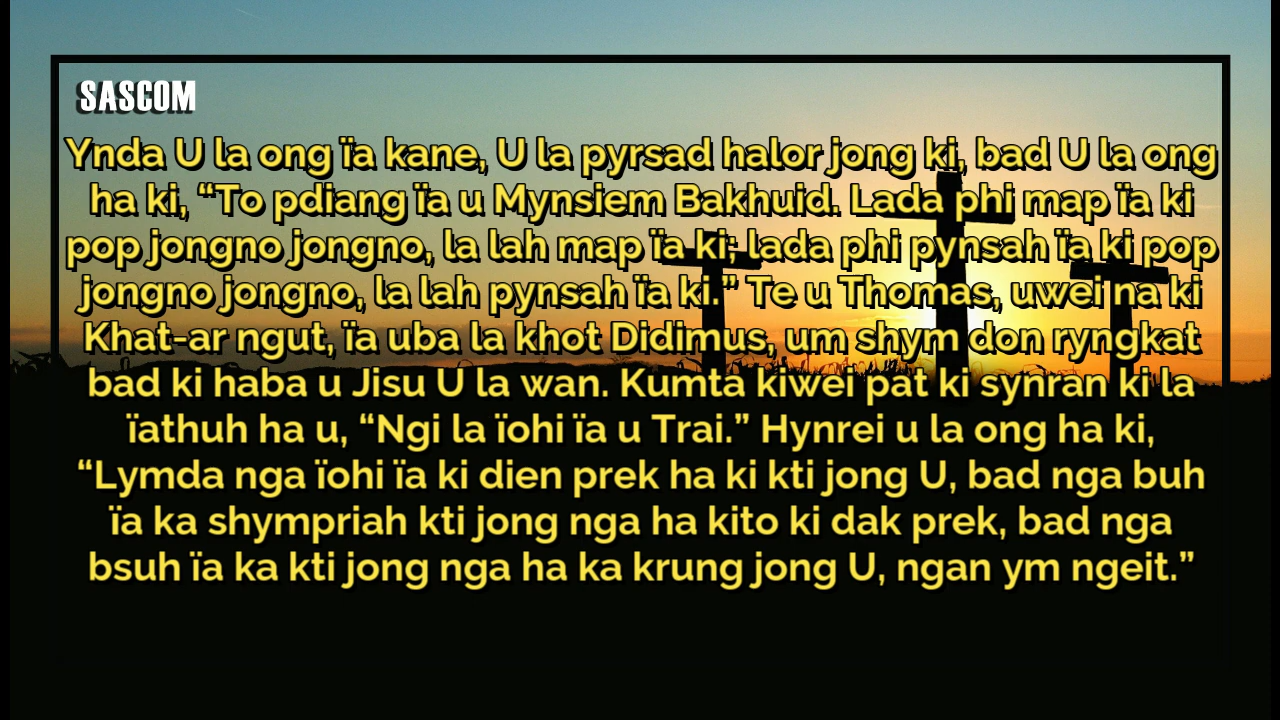 SASCOM
Ynda U la ong ïa kane, U la pyrsad halor jong ki, bad U la ong
ha ki, “To pdiang ïa u Mynsiem Bakhuid. Lada phi map ïa ki
pop jongno jongno, la lah map ïa ki; lada phi pynsah ïa ki pop
jongno jongno, la lah pynsah ïa ki.” Te u Thomas, uwei na ki
Khat-ar ngut, ïa uba la khot Didimus, um shym don ryngkat
bad ki haba u Jisu U la wan. Kumta kiwei pat ki synran ki la
ïathuh ha u, “Ngi la ïohi ïa u Trai.” Hynrei u la ong ha ki,
“Lymda nga ïohi ïa ki dien prek ha ki kti jong U, bad nga buh
ïa ka shympriah kti jong nga ha kito ki dak prek, bad nga
bsuh ïa ka kti jong nga ha ka krung jong U, ngan ym ngeit.”